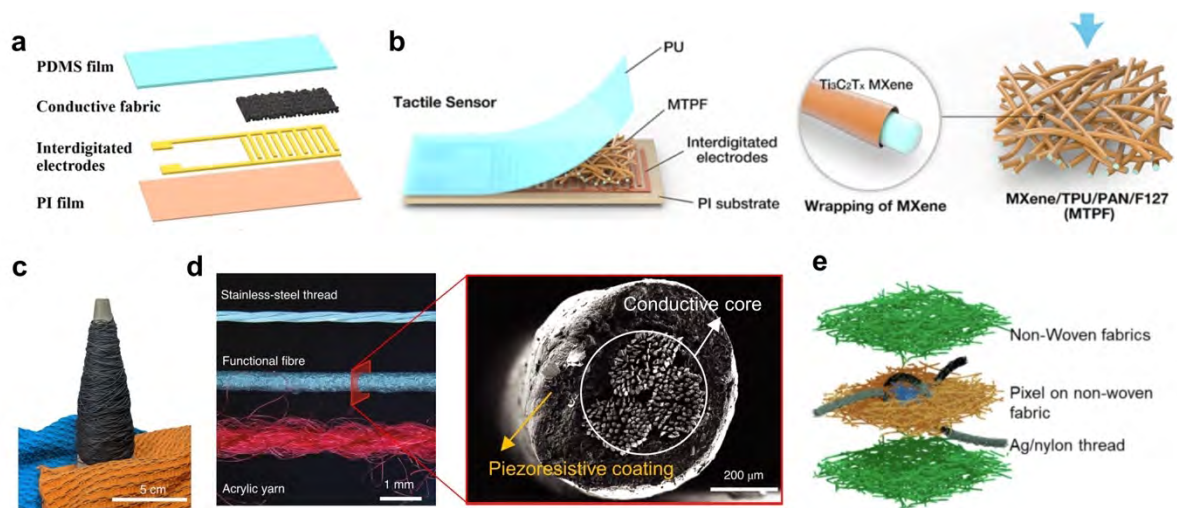 a
PDMS film
Conductive fabric
Interdigitated
electrodes
PI film
b
PU
Tactile Sensor
MTPF
Interdigitated
electrodes
PI substrate
Ti₃C₂Tₓ MXene
Wrapping of MXene
MXene/TPU/PAN/F127
(MTPF)
c
5 cm
d
Stainless-steel thread
Functional fibre
Acrylic yarn
1 mm
Conductive core
Piezoresistive coating
200 μm
e
Non-Woven fabrics
Pixel on non-woven
fabric
Ag/nylon thread